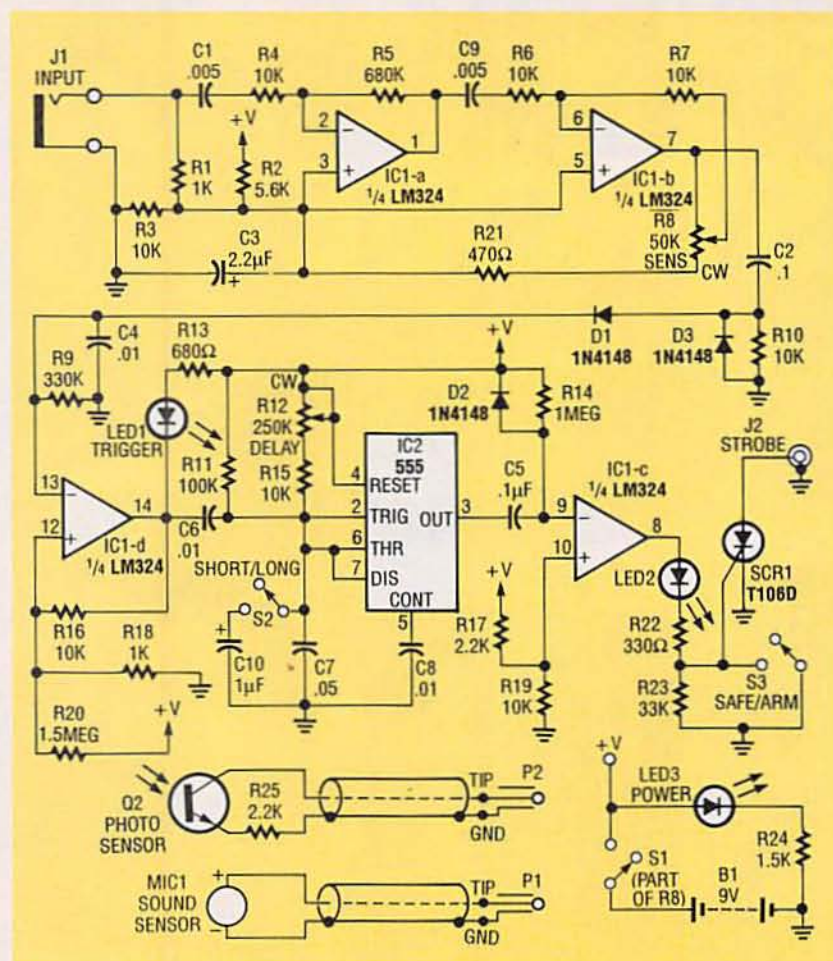 J1
INPUT
C1
.005
R4
10K
R5
680K
C9
.005
R6
10K
R7
10K
+V
2
−
1
3
+
6
−
7
5
+
R1
1K
R2
5.6K
IC1-a
1/4 LM324
IC1-b
1/4 LM324
R8
50K
SENS
CW
R3
10K
C3
2.2µF
+
R21
470Ω
C2
.1
C4
.01
R13
680Ω
R9
330K
+V
D1
1N4148
D3
1N4148
R10
10K
CW
R12
250K
DELAY
D2
1N4148
R14
1MEG
LED1
TRIGGER
R11
100K
R15
10K
IC2
555
4
RESET
2
TRIG
OUT
3
6
THR
7
DIS
CONT
5
C5
.1µF
IC1-c
1/4 LM324
9
−
8
10
+
J2
STROBE
13
−
14
12
+
IC1-d
1/4 LM324
C6
.01
SHORT/LONG
S2
LED2
SCR1
T106D
R16
10K
R18
1K
+
C10
1µF
C7
.05
C8
.01
+V
R17
2.2K
R19
10K
R22
330Ω
R23
33K
S3
SAFE/ARM
R20
1.5MEG
+V
Q2
PHOTO
SENSOR
R25
2.2K
TIP
P2
GND
+V
LED3
POWER
R24
1.5K
S1
(PART
OF R8)
B1
9V
MIC1
SOUND
SENSOR
+
−
TIP
P1
GND